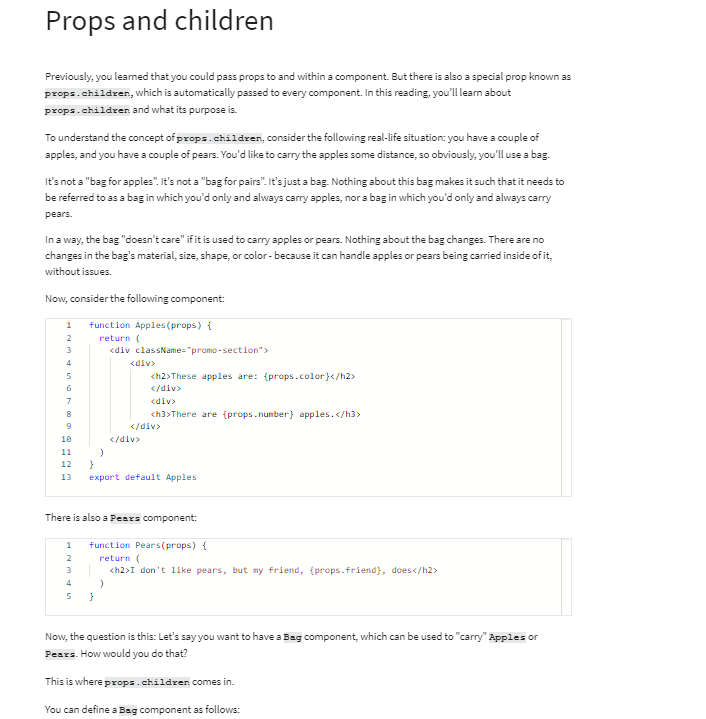 Props and children
Previously, you learned that you could pass props to and within a component. But there is also a special prop known as
props.children, which is automatically passed to every component. In this reading, you'll learn about
props.children and what its purpose is.
To understand the concept of props.children, consider the following real-life situation: you have a couple of
apples, and you have a couple of pears. You'd like to carry the apples some distance, so obviously, you'll use a bag.
It's not a "bag for apples". It's not a "bag for pairs". It's just a bag. Nothing about this bag makes it such that it needs to
be referred to as a bag in which you'd only and always carry apples, nor a bag in which you'd only and always carry
pears.
In a way, the bag "doesn't care" if it is used to carry apples or pears. Nothing about the bag changes. There are no
changes in the bag's material, size, shape, or color - because it can handle apples or pears being carried inside of it,
without issues.
Now, consider the following component:
1 function Apples(props) {
2 return (
3 <div className="promo-section">
4 <div>
5 <h2>These apples are: {props.color}</h2>
6 </div>
7 <div>
8 <h3>There are {props.number} apples.</h3>
9 </div>
10 </div>
11 )
12 }
13 export default Apples
There is also a Pears component:
1 function Pears(props) {
2 return (
3 <h2>I don't like pears, but my friend, {props.friend}, does</h2>
4 )
5 }
Now, the question is this: Let's say you want to have a Bag component, which can be used to "carry" Apples or
Pears. How would you do that?
This is where props.children comes in.
You can define a Bag component as follows: